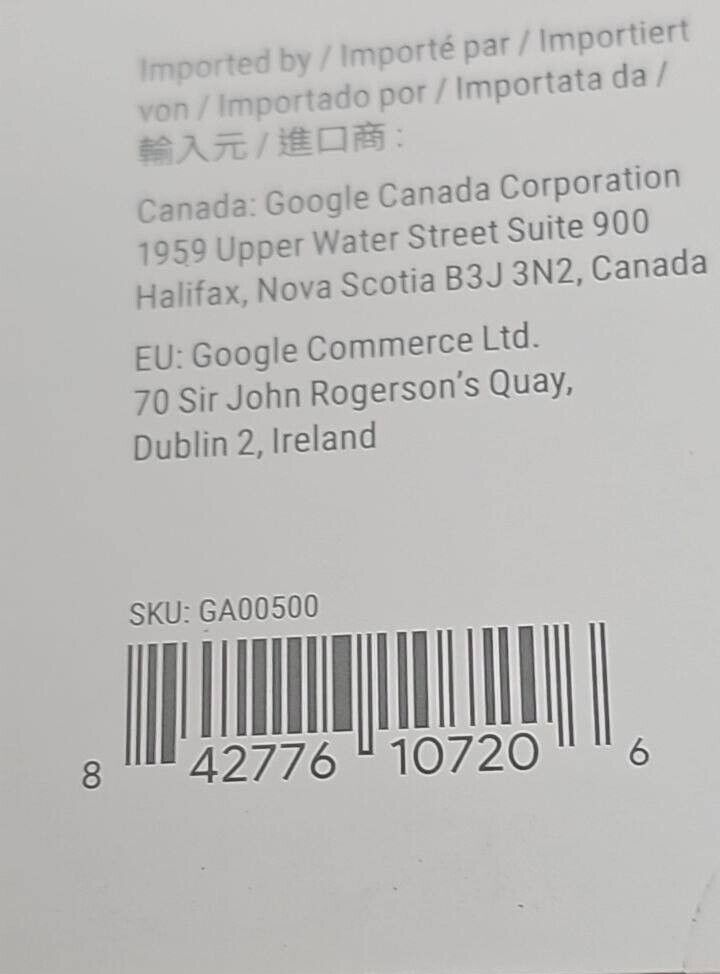 Imported by / Importé par / Importiert
von / Importado por / Importata da /
輸入元 / 進口商 :
Canada: Google Canada Corporation
1959 Upper Water Street Suite 900
Halifax, Nova Scotia B3J 3N2, Canada
EU: Google Commerce Ltd.
70 Sir John Rogerson's Quay,
Dublin 2, Ireland
SKU: GA00500
8 42776 10720 6